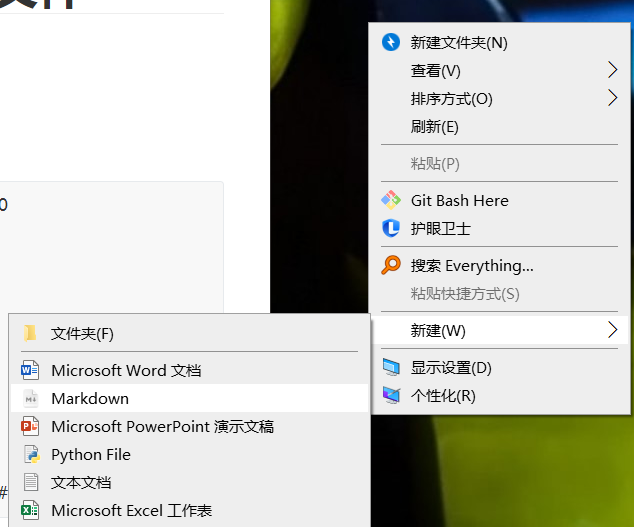 新建文件夹(N)
查看(V)
排序方式(O)
刷新(E)
粘贴(P)
0
Git Bash Here
护眼卫士
搜索 Everything...
粘贴快捷方式(S)
新建(W)
文件夹(F)
显示设置(D)
Microsoft Word 文档
个性化(R)
Markdown
Microsoft PowerPoint 演示文稿
Python File
文本文档
#
Microsoft Excel 工作表